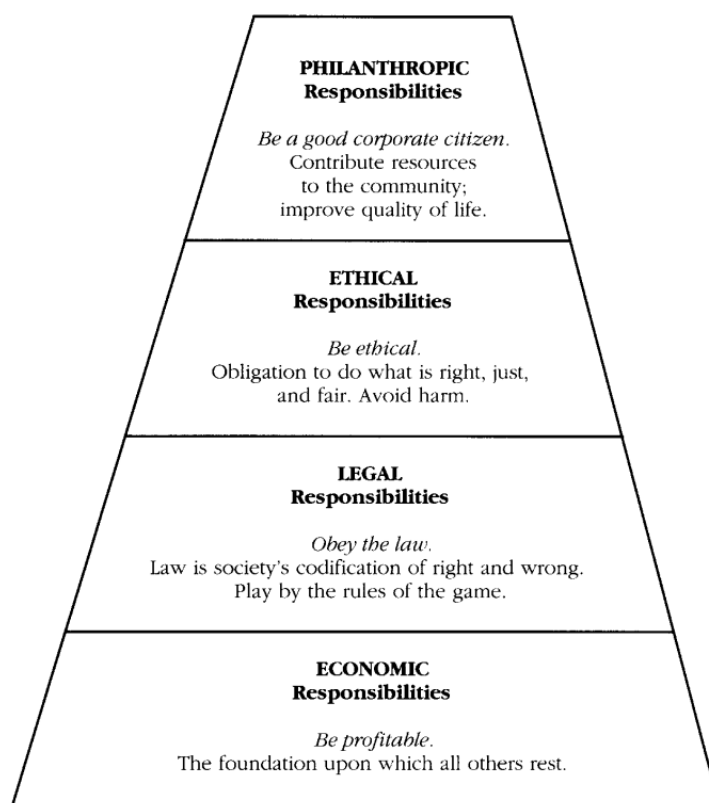 PHILANTHROPIC
Responsibilities
Be a good corporate citizen.
Contribute resources
to the community;
improve quality of life.
ETHICAL
Responsibilities
Be ethical.
Obligation to do what is right, just,
and fair. Avoid harm.
LEGAL
Responsibilities
Obey the law.
Law is society's codification of right and wrong.
Play by the rules of the game.
ECONOMIC
Responsibilities
Be profitable.
The foundation upon which all others rest.